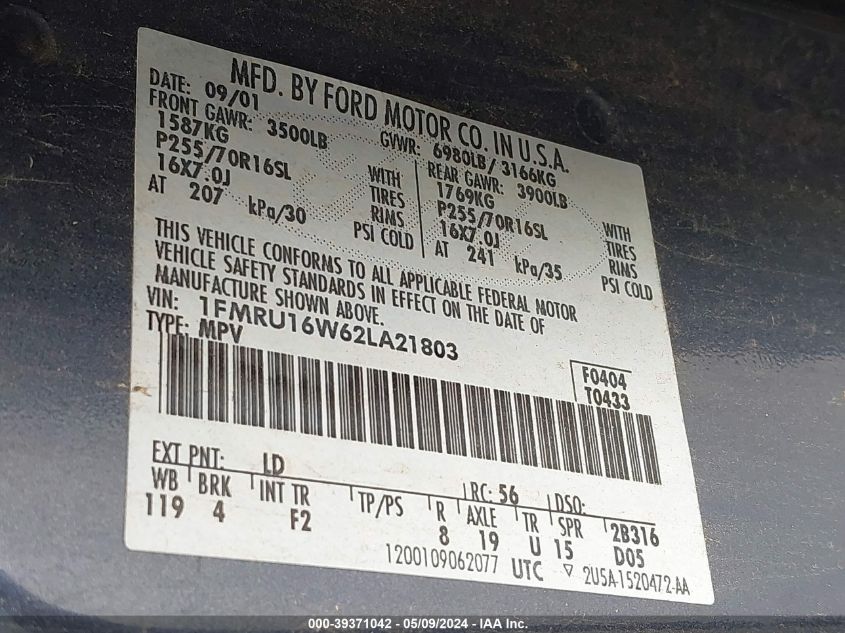 MFD. BY FORD MOTOR CO. IN U.S.A.
DATE: 09/01 GVWR: 6980LB/ 3166KG
FRONT GAWR: 3500LB REAR GAWR: 3900LB
1587KG WITH 1769KG WITH
P255/70R16SL TIRES P255/70R16SL TIRES
16X7.0J RIMS 16X7.0J RIMS
AT 207 kPa/30 PSI COLD AT 241 kPa/35 PSI COLD
THIS VEHICLE CONFORMS TO ALL APPLICABLE FEDERAL MOTOR
VEHICLE SAFETY STANDARDS IN EFFECT ON THE DATE OF
MANUFACTURE SHOWN ABOVE.
VIN: 1FMRU16W62LA21803
TYPE: MPV
F0404
T0433
EXT PNT: LD RC: 56 DSO:
WB BRK INT TR TP/PS R AXLE TR SPR 2B316
119 4 F2 8 19 U 15 D05
1200109062077 UTC ▽ 2U5A-1520472-AA
000-39371042 - 05/09/2024 - IAA Inc.